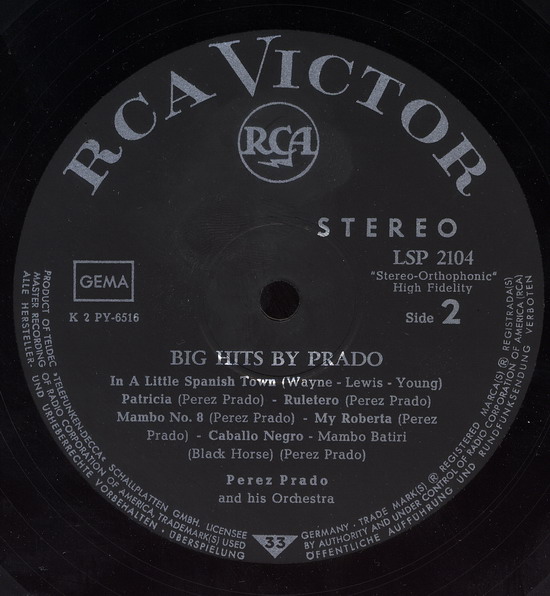 RCA VICTOR
RCA
STEREO
LSP 2104
"Stereo-Orthophonic"
High Fidelity
GEMA
K 2 PY-6516
Side 2
BIG HITS BY PRADO
In A Little Spanish Town (Wayne - Lewis - Young)
Patricia (Perez Prado) - Ruletero (Perez Prado)
Mambo No. 8 (Perez Prado) - My Roberta (Perez
Prado) - Caballo Negro - Mambo Batiri
(Black Horse) (Perez Prado)
Perez Prado
and his Orchestra
PRODUCT OF TELDEC »TELEFUNKEN-DECCA« SCHALLPLATTEN GMBH. LICENSEE
MASTER RECORDING OF RADIO CORPORATION OF AMERICA TRADEMARK(S) USED
ALLE HERSTELLER- UND URHEBERRECHTE VORBEHALTEN · ÜBERSPIELUNG
33
GERMANY · TRADE MARK(S) ® REGISTERED · MARCA(S) ® REGISTRADA(S)
BY AUTHORITY AND UNDER CONTROL OF RADIO CORPORATION OF AMERICA (RCA)
ÖFFENTLICHE AUFFÜHRUNG UND RUNDFUNKSENDUNG VERBOTEN